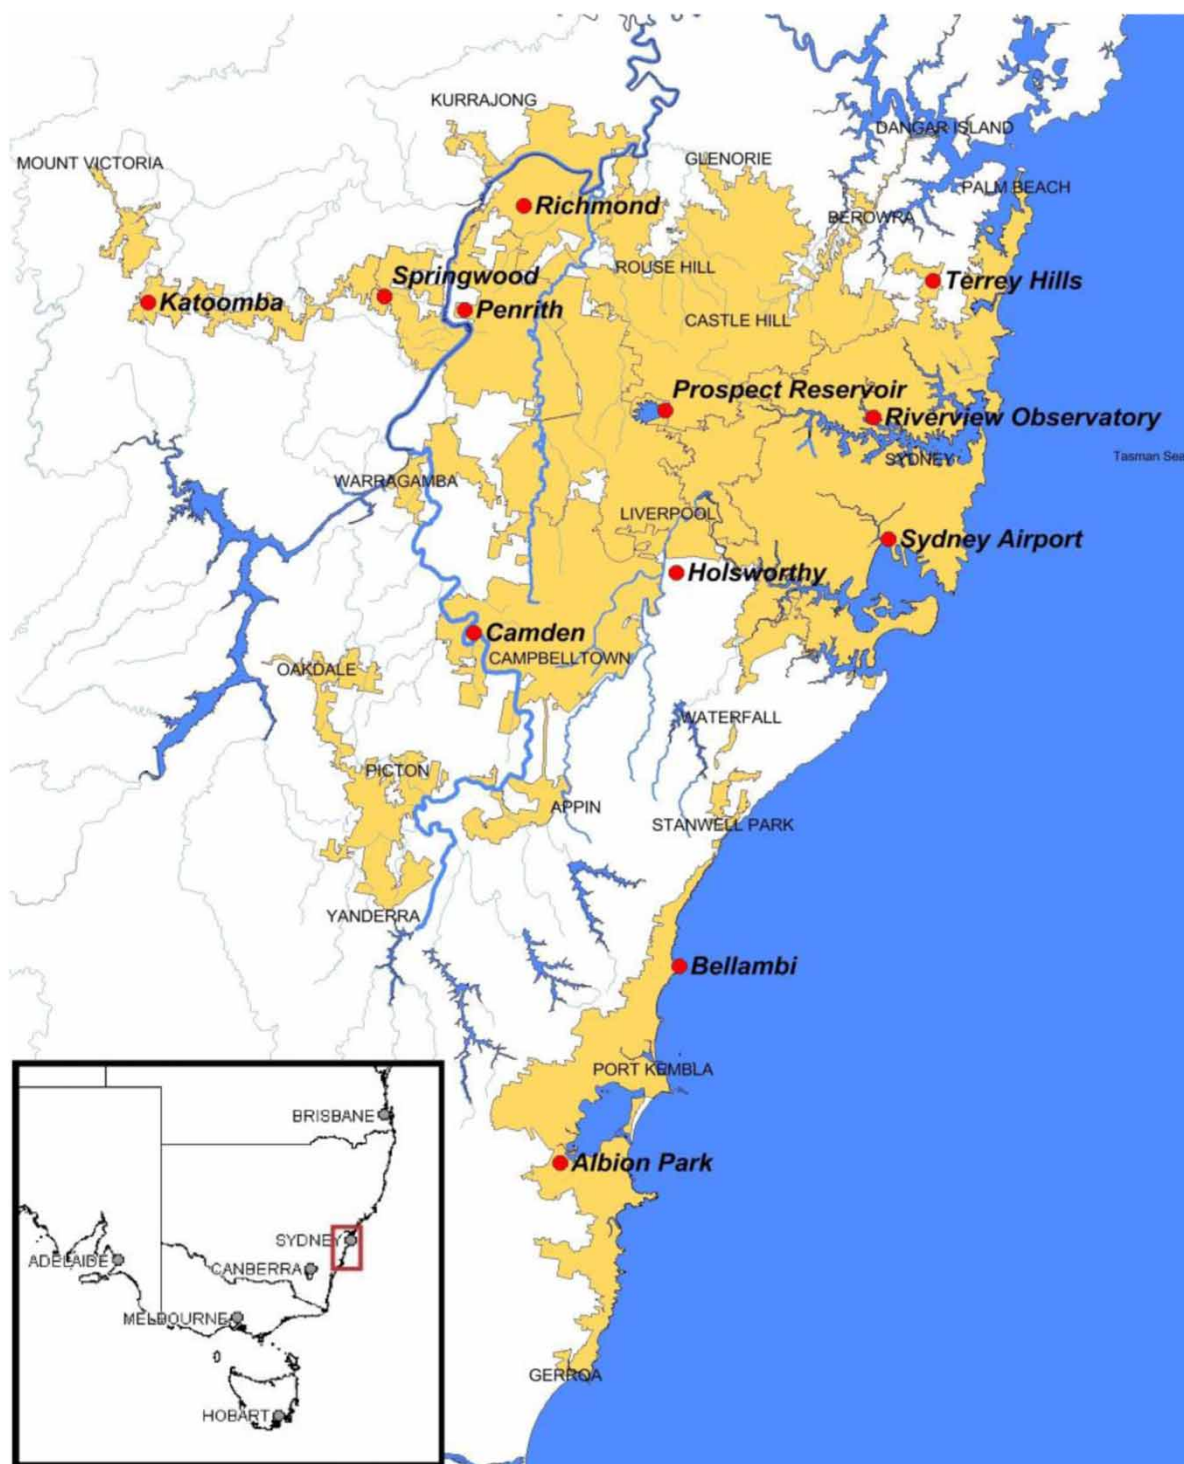 KURRAJONG
DANGAR ISLAND
MOUNT VICTORIA
GLENORIE
PALM BEACH
Richmond
BEROWRA
ROUSE HILL
Springwood
Terrey Hills
Katoomba
Penrith
CASTLE HILL
Prospect Reservoir
Riverview Observatory
SYDNEY
Tasman Sea
WARRAGAMBA
LIVERPOOL
Sydney Airport
Holsworthy
Camden
CAMPBELLTOWN
OAKDALE
WATERFALL
PICTON
APPIN
STANWELL PARK
YANDERRA
Bellambi
PORT KEMBLA
Albion Park
GERROA
BRISBANE
SYDNEY
ADELAIDE
CANBERRA
MELBOURNE
HOBART